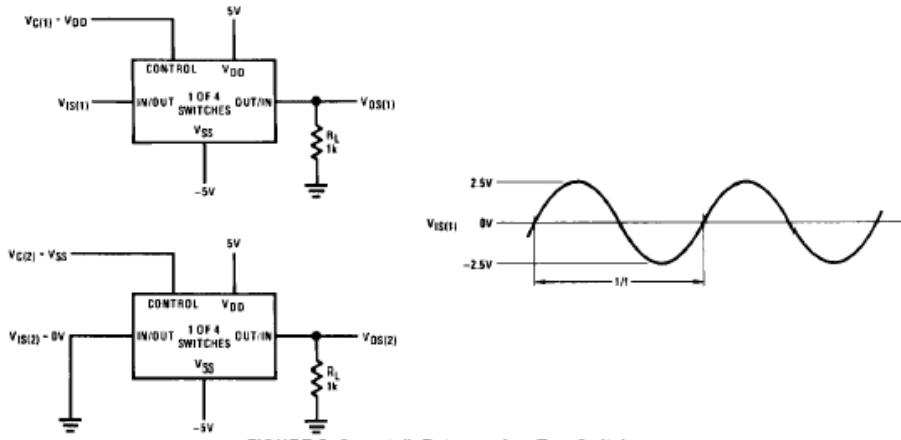 VC(1) - VDD
5V
CONTROL VDD
VIS(1)
IN/OUT 1 OF 4 SWITCHES OUT/IN
VOS(1)
VSS
RL
1k
-5V
2.5V
VIS(1) 0V
-2.5V
1/f
VC(2) - VSS
5V
CONTROL VDD
VIS(2) - 0V
IN/OUT 1 OF 4 SWITCHES OUT/IN
VOS(2)
VSS
RL
1k
-5V